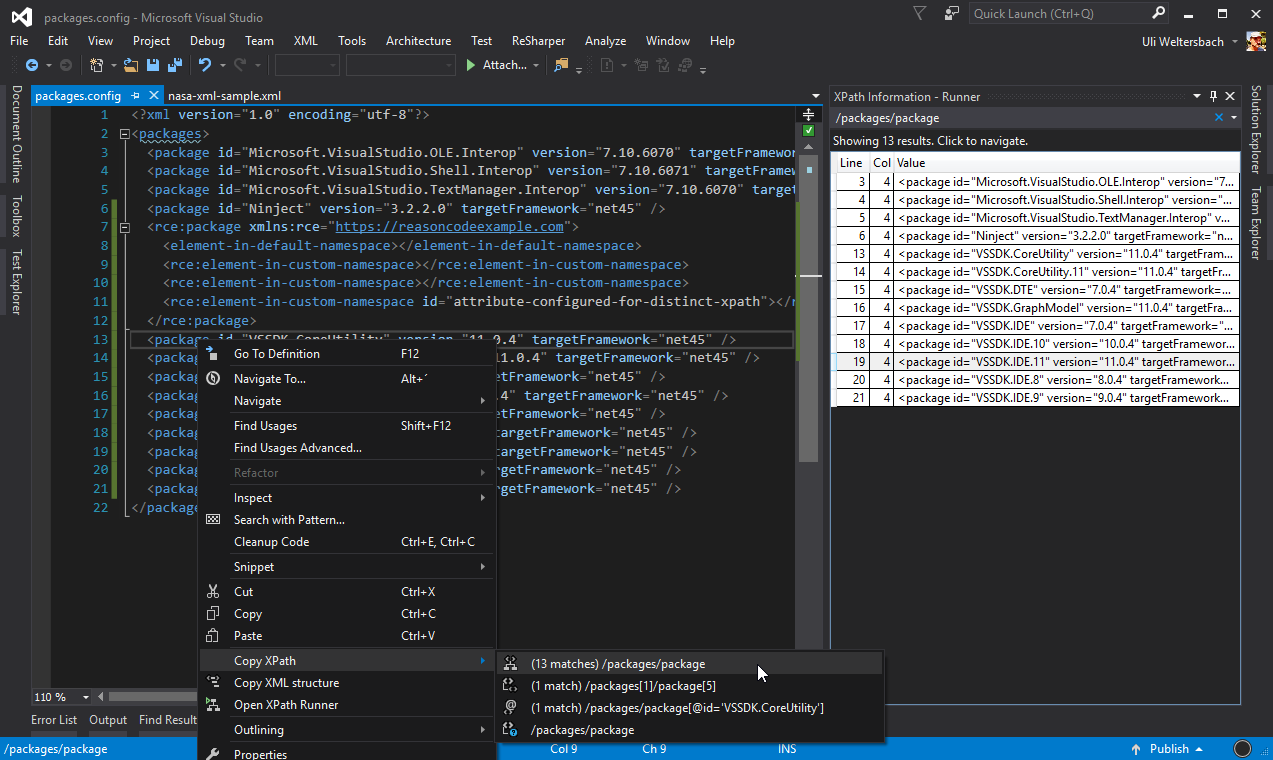 packages.config - Microsoft Visual Studio
Quick Launch (Ctrl+Q)
File Edit View Project Debug Team XML Tools Architecture Test ReSharper Analyze Window Help
Uli Weltersbach
Attach...
Document Outline
Toolbox
Test Explorer
packages.config
nasa-xml-sample.xml
1 <?xml version="1.0" encoding="utf-8"?>
2 <packages>
3 <package id="Microsoft.VisualStudio.OLE.Interop" version="7.10.6070" targetFramewor
4 <package id="Microsoft.VisualStudio.Shell.Interop" version="7.10.6071" targetFramew
5 <package id="Microsoft.VisualStudio.TextManager.Interop" version="7.10.6070" target
6 <package id="Ninject" version="3.2.2.0" targetFramework="net45" />
7 <rce:package xmlns:rce="https://reasoncodeexample.com">
8 <element-in-default-namespace></element-in-default-namespace>
9 <rce:element-in-custom-namespace></rce:element-in-custom-namespace>
10 <rce:element-in-custom-namespace></rce:element-in-custom-namespace>
11 <rce:element-in-custom-namespace id="attribute-configured-for-distinct-xpath"></r
12 </rce:package>
13 <package id="VSSDK.CoreUtility" version="11.0.4" targetFramework="net45" />
14 <packag 11.0.4" targetFramework="net45" />
15 <packag targetFramework="net45" />
16 <packag .4" targetFramework="net45" />
17 <packag targetFramework="net45" />
18 <packag targetFramework="net45" />
19 <packag targetFramework="net45" />
20 <packag targetFramework="net45" />
21 <packag targetFramework="net45" />
22 </package
Go To Definition F12
Navigate To... Alt+´
Navigate
Find Usages Shift+F12
Find Usages Advanced...
Refactor
Inspect
Search with Pattern...
Cleanup Code Ctrl+E, Ctrl+C
Snippet
Cut Ctrl+X
Copy Ctrl+C
Paste Ctrl+V
Copy XPath
Copy XML structure
Open XPath Runner
Outlining
Properties
(13 matches) /packages/package
(1 match) /packages[1]/package[5]
(1 match) /packages/package[@id='VSSDK.CoreUtility']
/packages/package
XPath Information - Runner
/packages/package
Showing 13 results. Click to navigate.
Line Col Value
3 4 <package id="Microsoft.VisualStudio.OLE.Interop" version="7...
4 4 <package id="Microsoft.VisualStudio.Shell.Interop" version=...
5 4 <package id="Microsoft.VisualStudio.TextManager.Interop" v...
6 4 <package id="Ninject" version="3.2.2.0" targetFramework="n...
13 4 <package id="VSSDK.CoreUtility" version="11.0.4" targetFram...
14 4 <package id="VSSDK.CoreUtility.11" version="11.0.4" targetFr...
15 4 <package id="VSSDK.DTE" version="7.0.4" targetFramework=...
16 4 <package id="VSSDK.GraphModel" version="11.0.4" targetFra...
17 4 <package id="VSSDK.IDE" version="7.0.4" targetFramework="...
18 4 <package id="VSSDK.IDE.10" version="10.0.4" targetFramewor...
19 4 <package id="VSSDK.IDE.11" version="11.0.4" targetFramewor...
20 4 <package id="VSSDK.IDE.8" version="8.0.4" targetFramework...
21 4 <package id="VSSDK.IDE.9" version="9.0.4" targetFramework...
Solution Explorer
Team Explorer
110 %
Error List Output Find Result
/packages/package
Col 9 Ch 9 INS
Publish